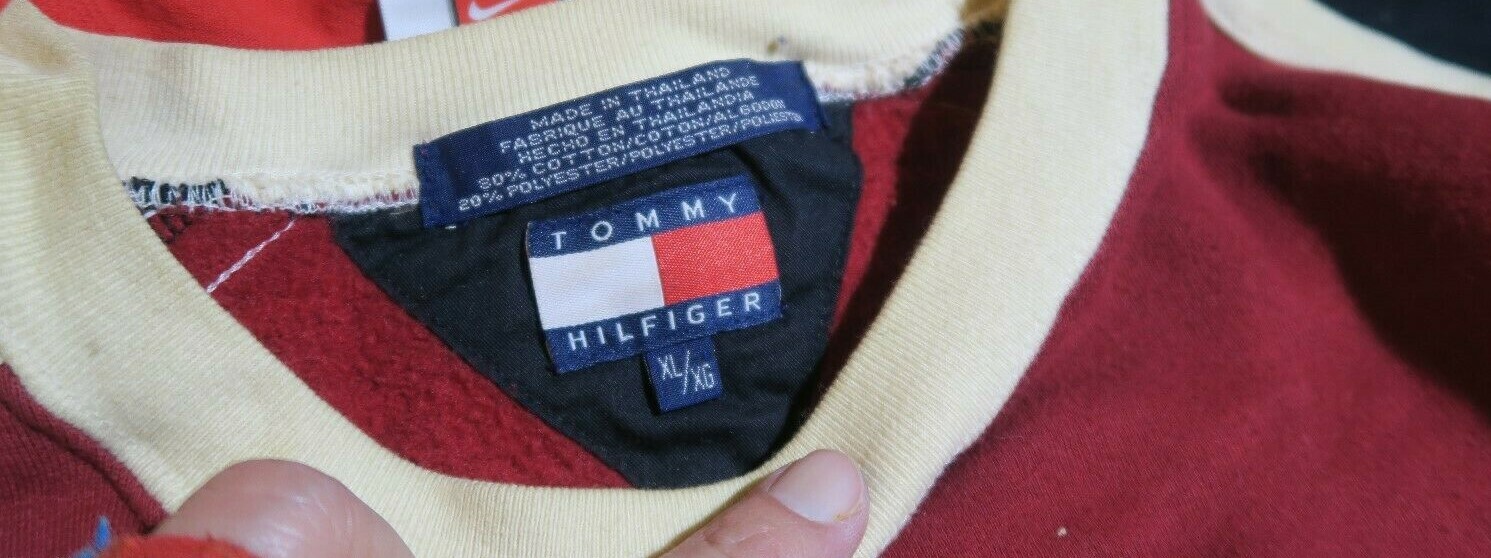 MADE IN THAILAND
FABRIQUE AU THAILANDE
HECHO EN THAILANDIA
80% COTTON/COTON/ALGODON
20% POLYESTER/POLYESTER/POLIESTER
TOMMY
HILFIGER
XL/XG